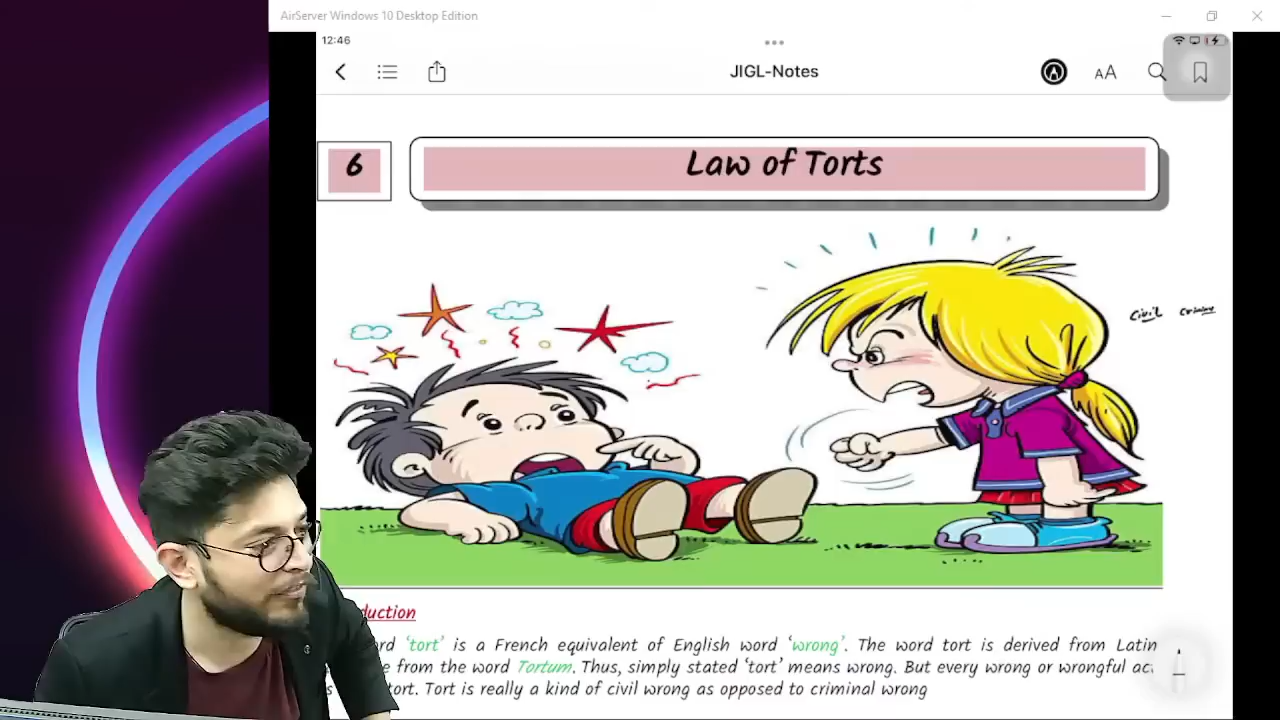 AirServer Windows 10 Desktop Edition
12:46
JIGL-Notes
AA
6
Law of Torts
civil
duction
rd ‘tort’ is a French equivalent of English word ‘wrong’. The word tort is derived from Latin
e from the word Tortum. Thus, simply stated ‘tort’ means wrong. But every wrong or wrongful
tort. Tort is really a kind of civil wrong as opposed to criminal wrong